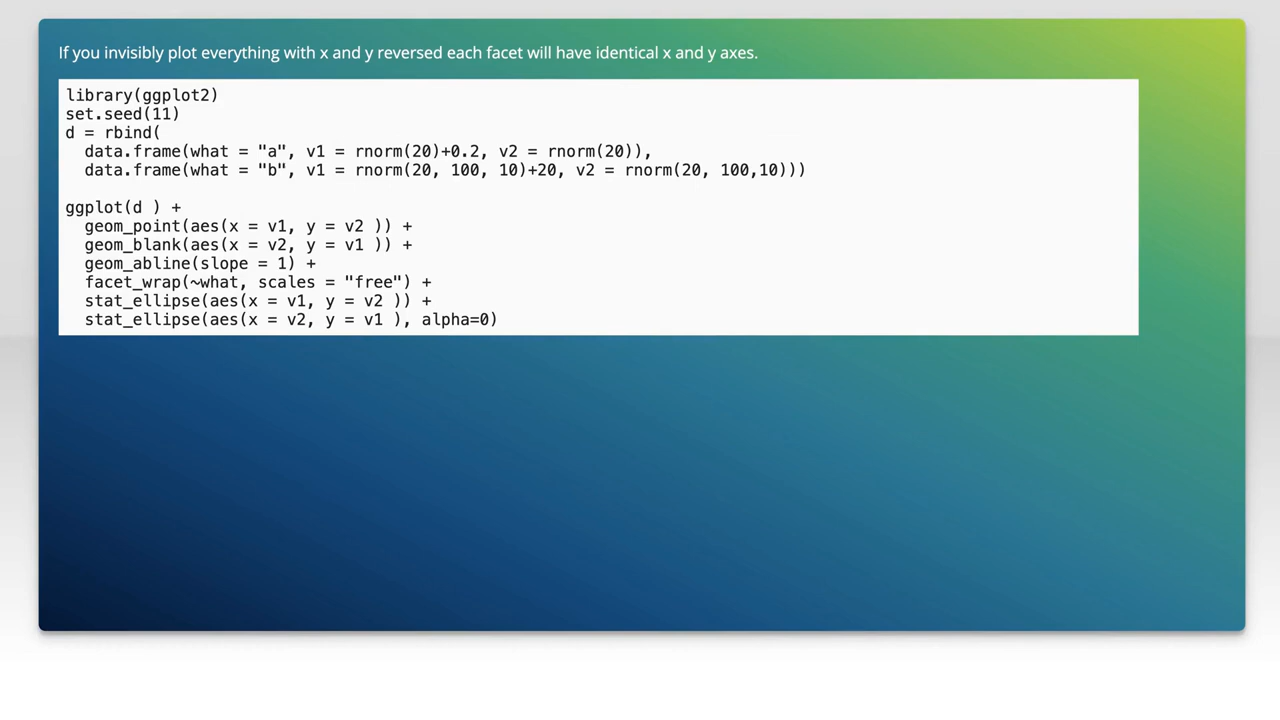 If you invisibly plot everything with x and y reversed each facet will have identical x and y axes.
library(ggplot2)
set.seed(11)
d = rbind(
  data.frame(what = "a", v1 = rnorm(20)+0.2, v2 = rnorm(20)),
  data.frame(what = "b", v1 = rnorm(20, 100, 10)+20, v2 = rnorm(20, 100,10)))

ggplot(d ) +
  geom_point(aes(x = v1, y = v2 )) +
  geom_blank(aes(x = v2, y = v1 )) +
  geom_abline(slope = 1) +
  facet_wrap(~what, scales = "free") +
  stat_ellipse(aes(x = v1, y = v2 )) +
  stat_ellipse(aes(x = v2, y = v1 ), alpha=0)